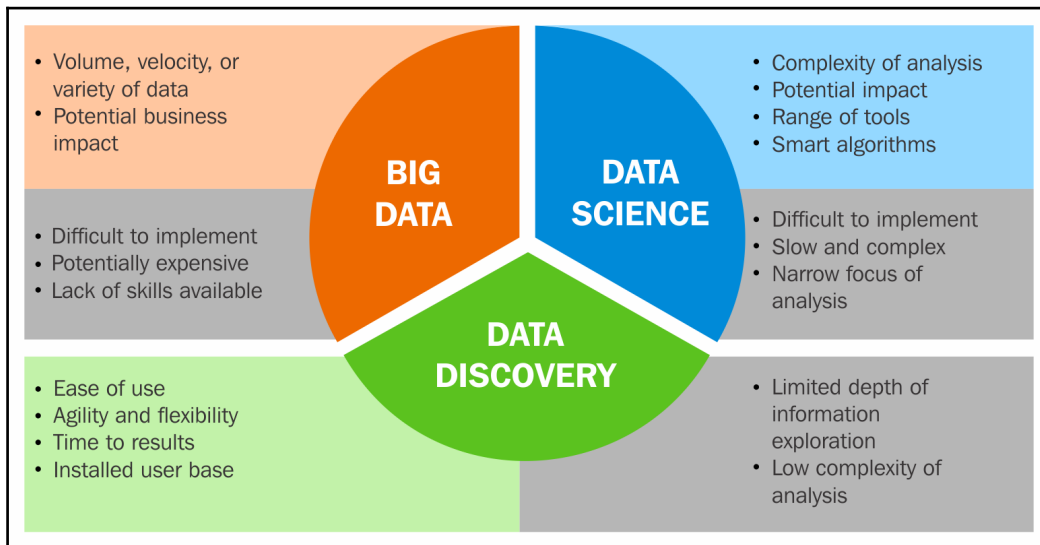 • Volume, velocity, or
variety of data
• Potential business
impact
• Difficult to implement
• Potentially expensive
• Lack of skills available
BIG
DATA
DATA
SCIENCE
• Complexity of analysis
• Potential impact
• Range of tools
• Smart algorithms
• Difficult to implement
• Slow and complex
• Narrow focus of
analysis
DATA
DISCOVERY
• Ease of use
• Agility and flexibility
• Time to results
• Installed user base
• Limited depth of
information
exploration
• Low complexity of
analysis